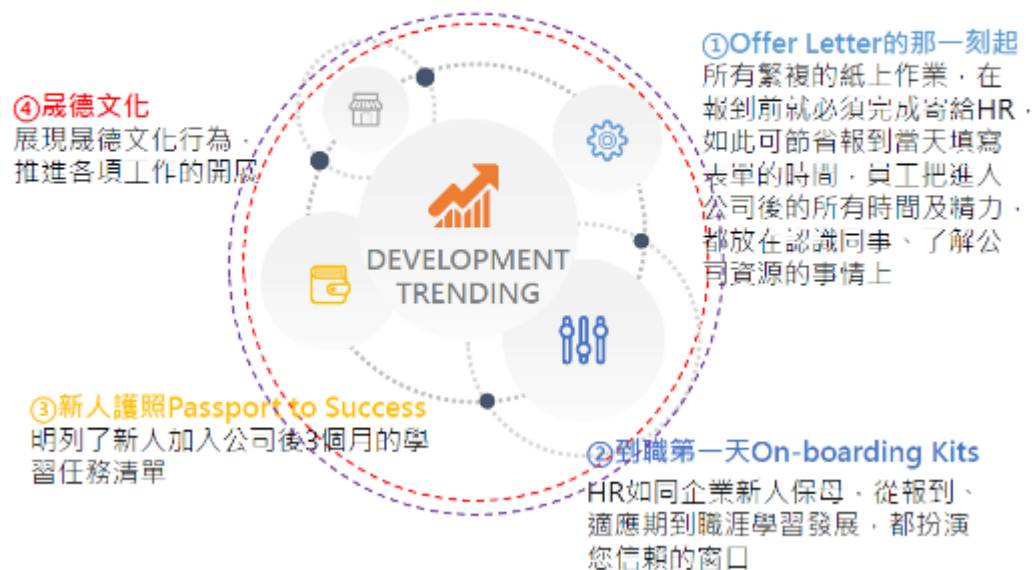 ①Offer Letter的那一刻起
所有繁複的紙上作業，在
報到前就必須完成寄給HR，
如此可節省報到當天填寫
表單的時間，員工把進入
公司後的所有時間及精力，
都放在認識同事、了解公
司資源的事情上
②到職第一天On-boarding Kits
HR如同企業新人保母，從報到、
適應期到職涯學習發展，都扮演
您信賴的窗口
③新人護照Passport to Success
明列了新人加入公司後3個月的學
習任務清單
④晟德文化
展現晟德文化行為，
推進各項工作的開展
DEVELOPMENT
TRENDING